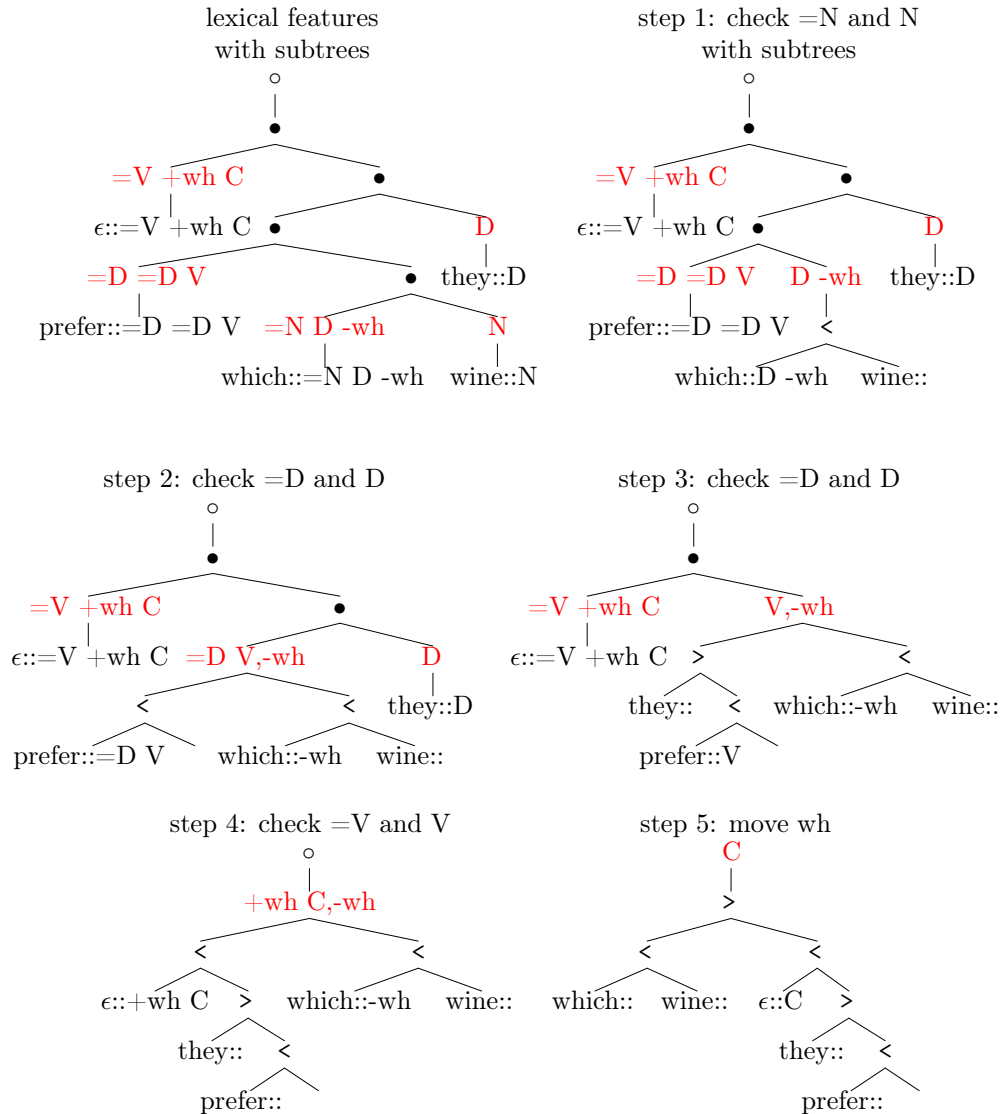 lexical features
with subtrees
○
●
=V +wh C ●
ϵ::=V +wh C ● D
=D =D V ● they::D
prefer::=D =D V =N D -wh N
which::=N D -wh wine::N
step 1: check =N and N
with subtrees
○
●
=V +wh C ●
ϵ::=V +wh C ● D
=D =D V D -wh they::D
prefer::=D =D V <
which::D -wh wine::
step 2: check =D and D
○
●
=V +wh C ●
ϵ::=V +wh C =D V,-wh D
< < they::D
prefer::=D V which::-wh wine::
step 3: check =D and D
○
●
=V +wh C V,-wh
ϵ::=V +wh C > <
they:: < which::-wh wine::
prefer::V
step 4: check =V and V
○
+wh C,-wh
< <
ϵ::+wh C > which::-wh wine::
they:: <
prefer::
step 5: move wh
C
>
< <
which:: wine:: ϵ::C >
they:: <
prefer::